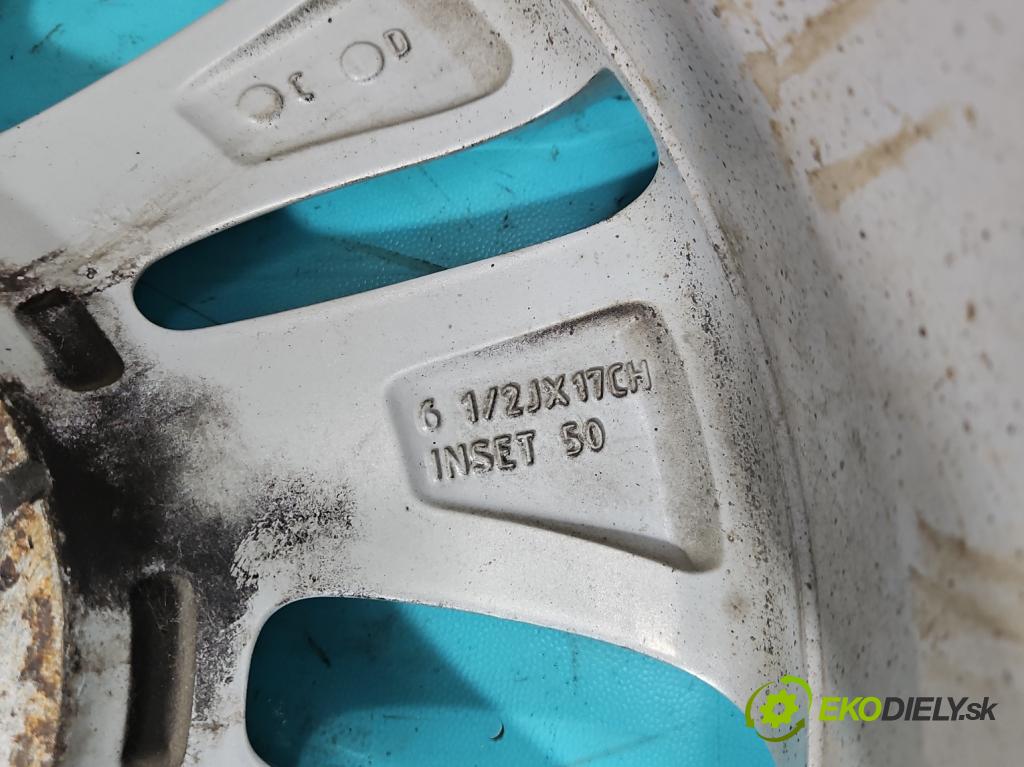 D
J
6 1/2JX17CH
INSET 50
EKODIELY.sk